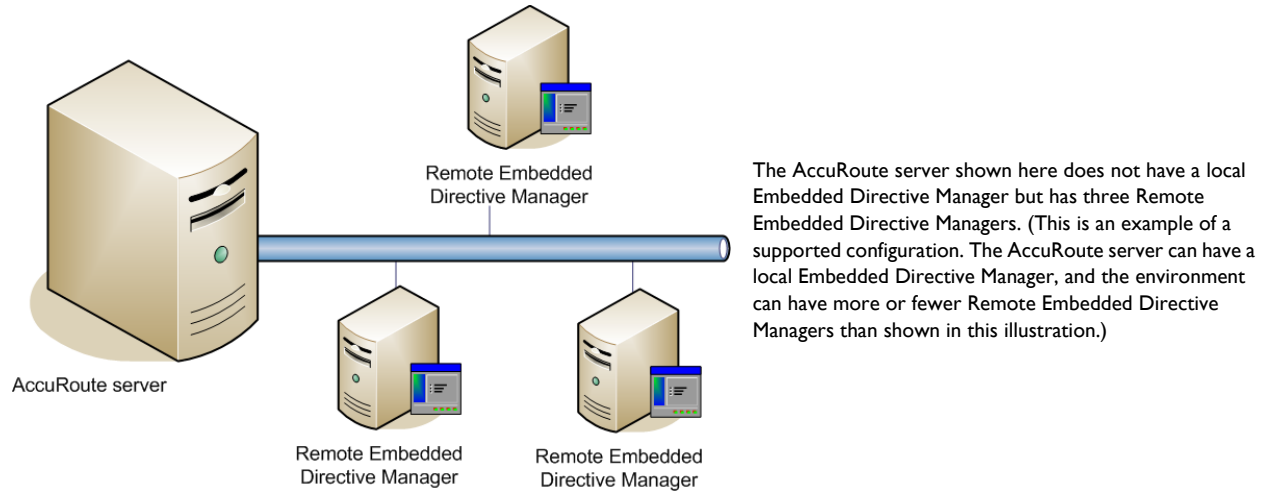 Remote Embedded
Directive Manager
The AccuRoute server shown here does not have a local
Embedded Directive Manager but has three Remote
Embedded Directive Managers. (This is an example of a
supported configuration. The AccuRoute server can have a
local Embedded Directive Manager, and the environment
can have more or fewer Remote Embedded Directive
Managers than shown in this illustration.)
AccuRoute server
Remote Embedded
Directive Manager
Remote Embedded
Directive Manager